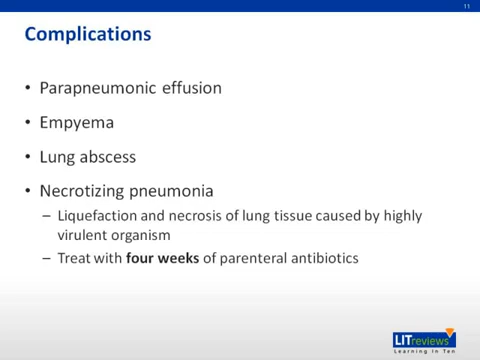 11
Complications
• Parapneumonic effusion
• Empyema
• Lung abscess
• Necrotizing pneumonia
– Liquefaction and necrosis of lung tissue caused by highly
virulent organism
– Treat with four weeks of parenteral antibiotics
LITreviews
Learning In Ten